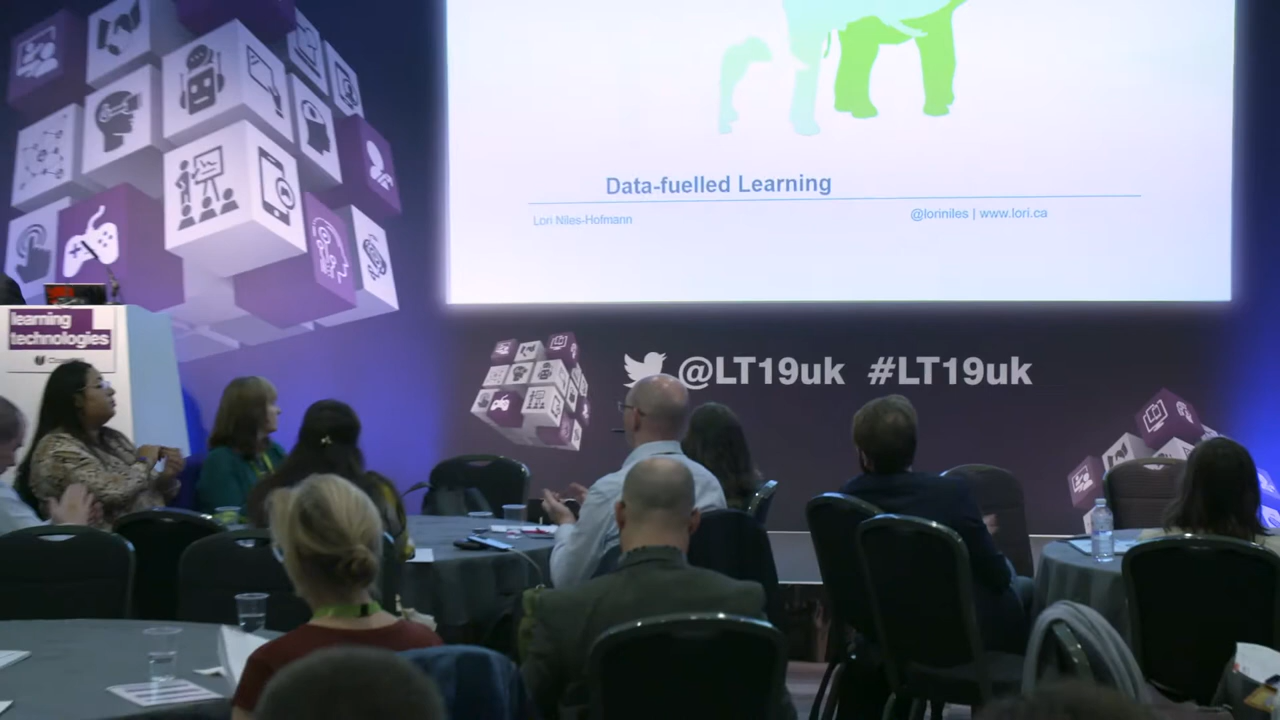 Data-fuelled Learning
Lori Niles-Hofmann
@loriniles | www.lori.ca
learning
technologies
@LT19uk #LT19uk